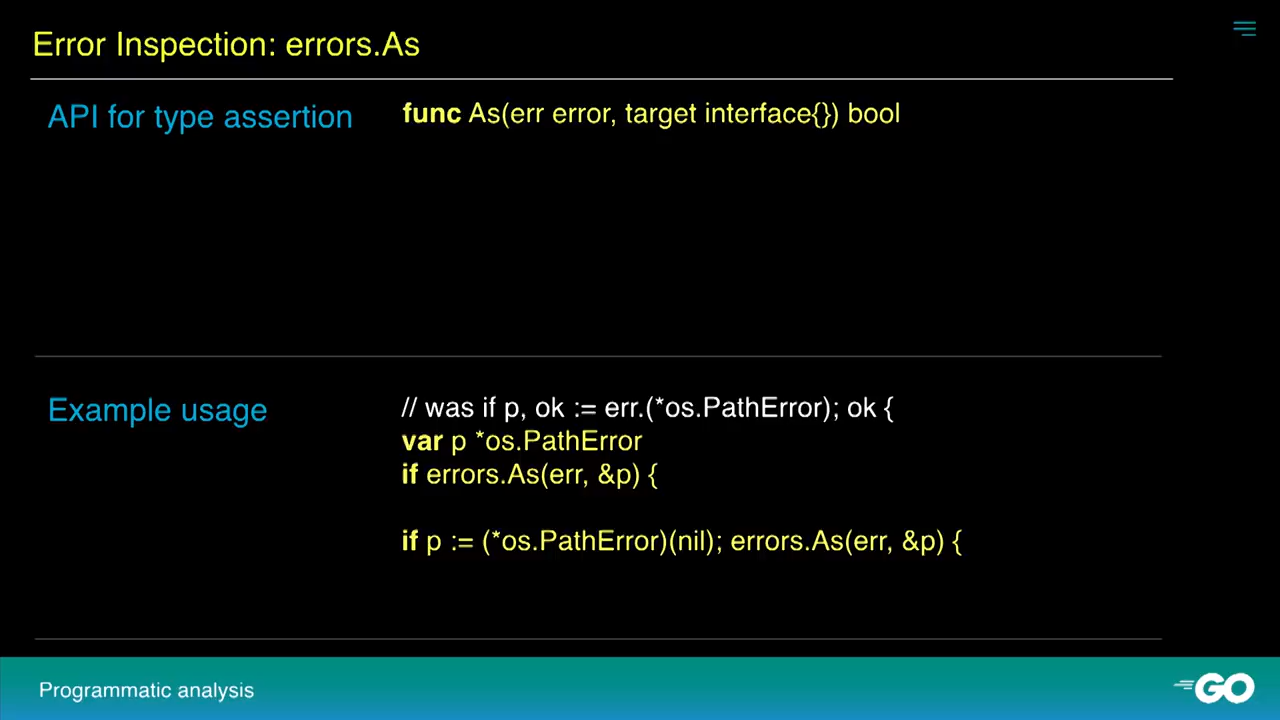 Error Inspection: errors.As
API for type assertion
func As(err error, target interface{}) bool
Example usage
// was if p, ok := err.(*os.PathError); ok {
var p *os.PathError
if errors.As(err, &p) {
if p := (*os.PathError)(nil); errors.As(err, &p) {
Programmatic analysis
GO